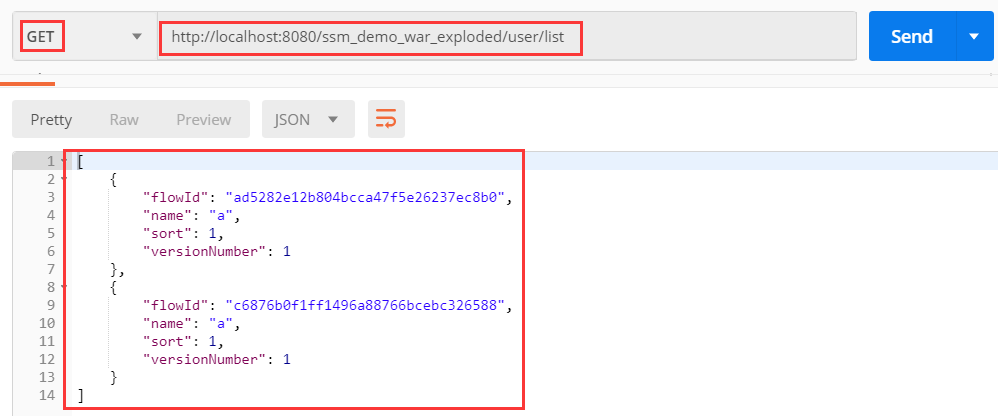 GET http://localhost:8080/ssm_demo_war_exploded/user/list Send
Pretty Raw Preview JSON
1 [
2 {
3 "flowId": "ad5282e12b804bcca47f5e26237ec8b0",
4 "name": "a",
5 "sort": 1,
6 "versionNumber": 1
7 },
8 {
9 "flowId": "c6876b0f1ff1496a88766bcebc326588",
10 "name": "a",
11 "sort": 1,
12 "versionNumber": 1
13 }
14 ]